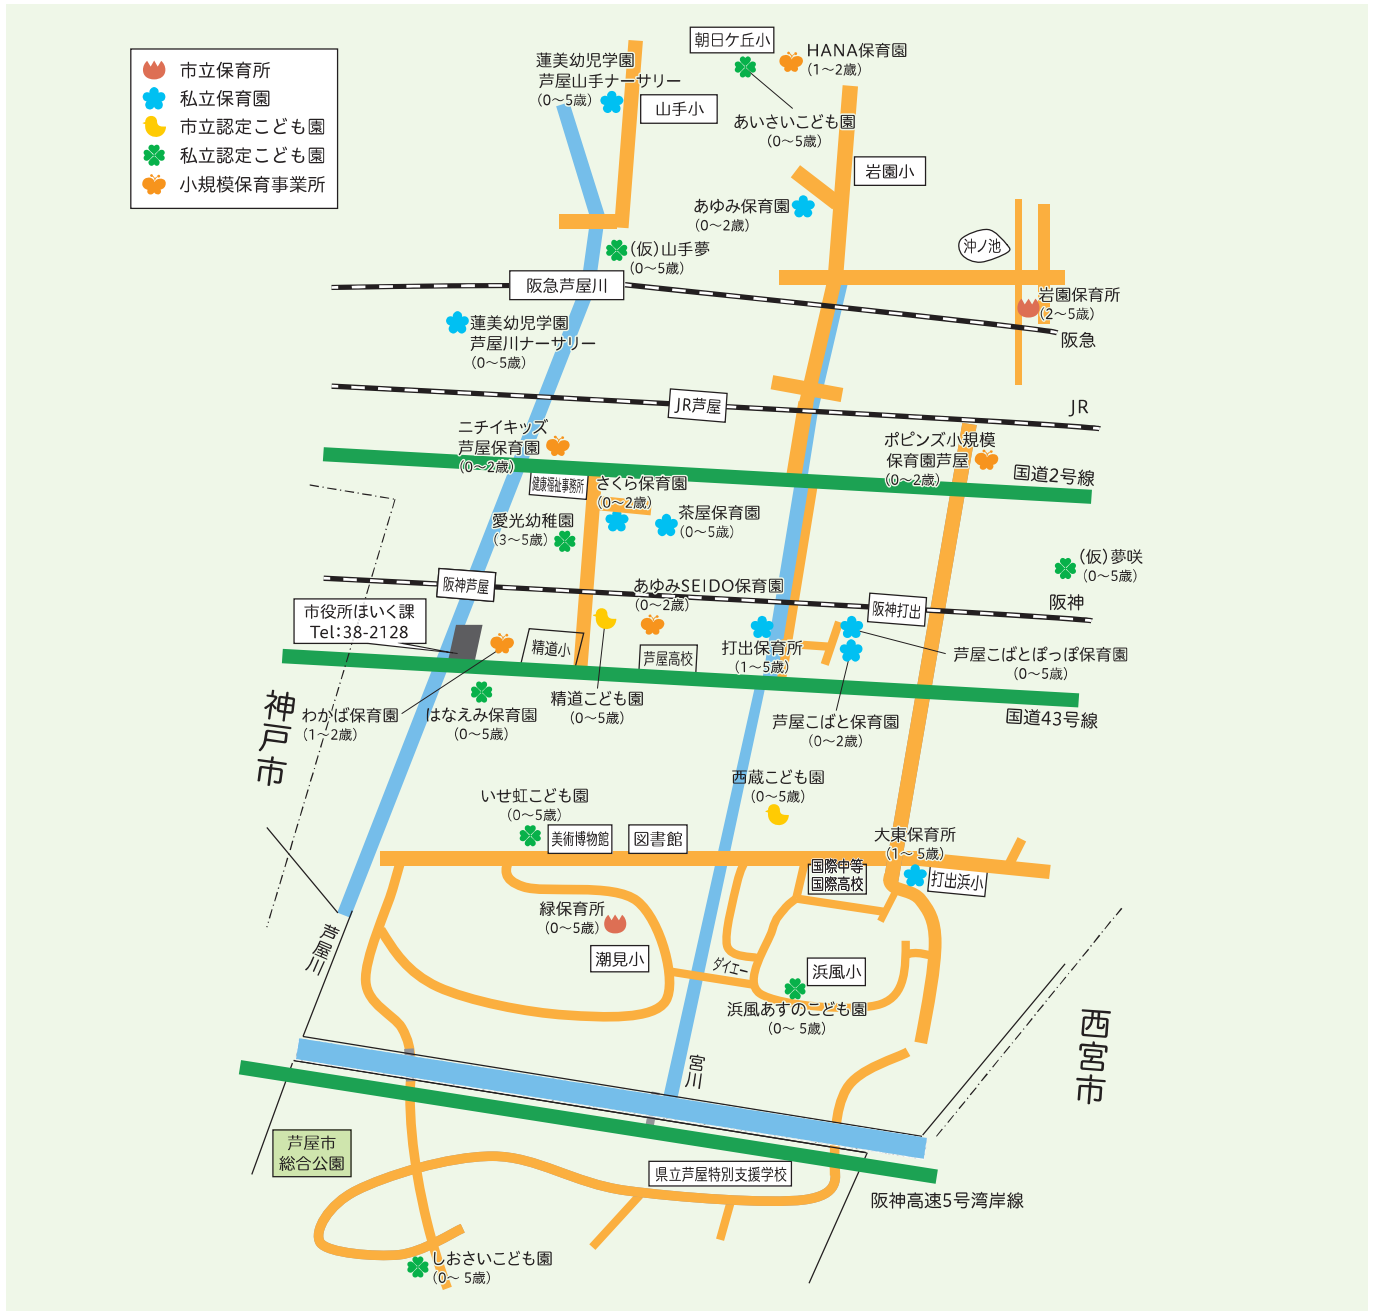 市立保育所
私立保育園
市立認定こども園
私立認定こども園
小規模保育事業所
蓮美幼児学園
芦屋山手ナーサリー
(0〜5歳)
山手小
朝日ケ丘小
HANA保育園
(1〜2歳)
あいさいこども園
(0〜5歳)
岩園小
あゆみ保育園
(0〜2歳)
沖ノ池
(仮)山手夢
(0〜5歳)
阪急芦屋川
岩園保育所
(2〜5歳)
阪急
蓮美幼児学園
芦屋川ナーサリー
(0〜5歳)
JR芦屋
JR
ニチイキッズ
芦屋保育園
(0〜2歳)
ポピンズ小規模
保育園芦屋
(0〜2歳)
国道2号線
健康福祉事務所
さくら保育園
(0〜2歳)
愛光幼稚園
(3〜5歳)
茶屋保育園
(0〜5歳)
(仮)夢咲
(0〜5歳)
阪神芦屋
あゆみSEIDO保育園
(0〜2歳)
阪神打出
阪神
市役所ほいく課
Tel:38-2128
精道小
芦屋高校
打出保育所
(1〜5歳)
芦屋こばとぽっぽ保育園
(0〜5歳)
神戸市
わかば保育園
(1〜2歳)
はなえみ保育園
(0〜5歳)
精道こども園
(0〜5歳)
芦屋こばと保育園
(0〜2歳)
国道43号線
西蔵こども園
(0〜5歳)
いせ虹こども園
(0〜5歳)
美術博物館
図書館
大東保育所
(1〜 5歳)
国際中等
国際高校
打出浜小
緑保育所
(0〜5歳)
潮見小
ダイエー
浜風小
浜風あすのこども園
(0〜 5歳)
芦屋川
宮川
西宮市
芦屋市
総合公園
県立芦屋特別支援学校
阪神高速5号湾岸線
しおさいこども園
(0〜 5歳)